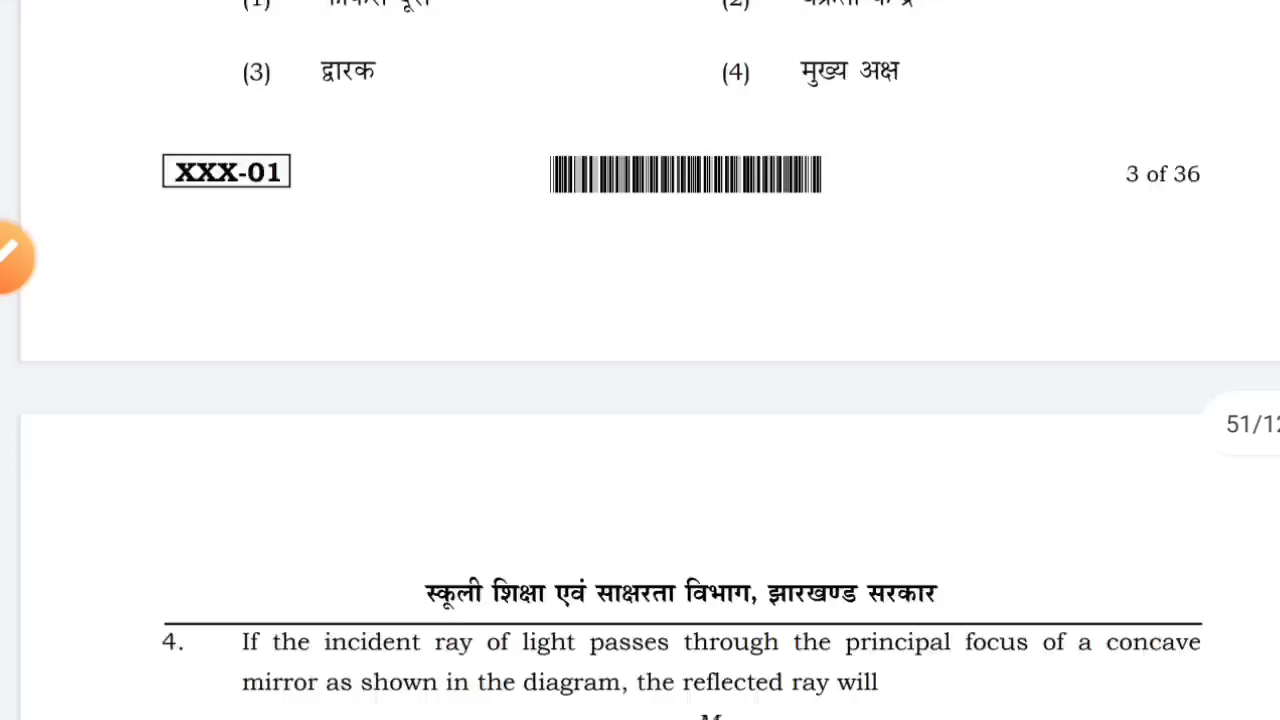 (3) द्वारक (4) मुख्य अक्ष
XXX-01 3 of 36
51/12
स्कूली शिक्षा एवं साक्षरता विभाग, झारखण्ड सरकार
4. If the incident ray of light passes through the principal focus of a concave
mirror as shown in the diagram, the reflected ray will